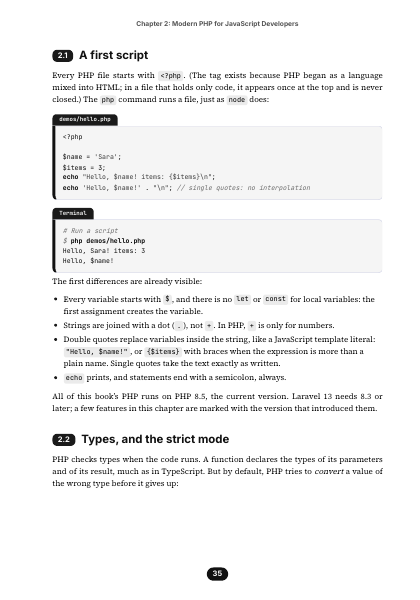 Chapter 2: Modern PHP for JavaScript Developers
2.1 A first script
Every PHP file starts with <?php. (The tag exists because PHP began as a language
mixed into HTML; in a file that holds only code, it appears once at the top and is never
closed.) The php command runs a file, just as node does:
demos/hello.php
<?php
$name = 'Sara';
$items = 3;
echo "Hello, $name! items: {$items}\n";
echo 'Hello, $name!' . "\n"; // single quotes: no interpolation
Terminal
# Run a script
$ php demos/hello.php
Hello, Sara! items: 3
Hello, $name!
The first differences are already visible:
• Every variable starts with $, and there is no let or const for local variables: the
first assignment creates the variable.
• Strings are joined with a dot (.), not +. In PHP, + is only for numbers.
• Double quotes replace variables inside the string, like a JavaScript template literal:
"Hello, $name!", or {$items} with braces when the expression is more than a
plain name. Single quotes take the text exactly as written.
• echo prints, and statements end with a semicolon, always.
All of this book's PHP runs on PHP 8.5, the current version. Laravel 13 needs 8.3 or
later; a few features in this chapter are marked with the version that introduced them.
2.2 Types, and the strict mode
PHP checks types when the code runs. A function declares the types of its parameters
and of its result, much as in TypeScript. But by default, PHP tries to convert a value of
the wrong type before it gives up:
35